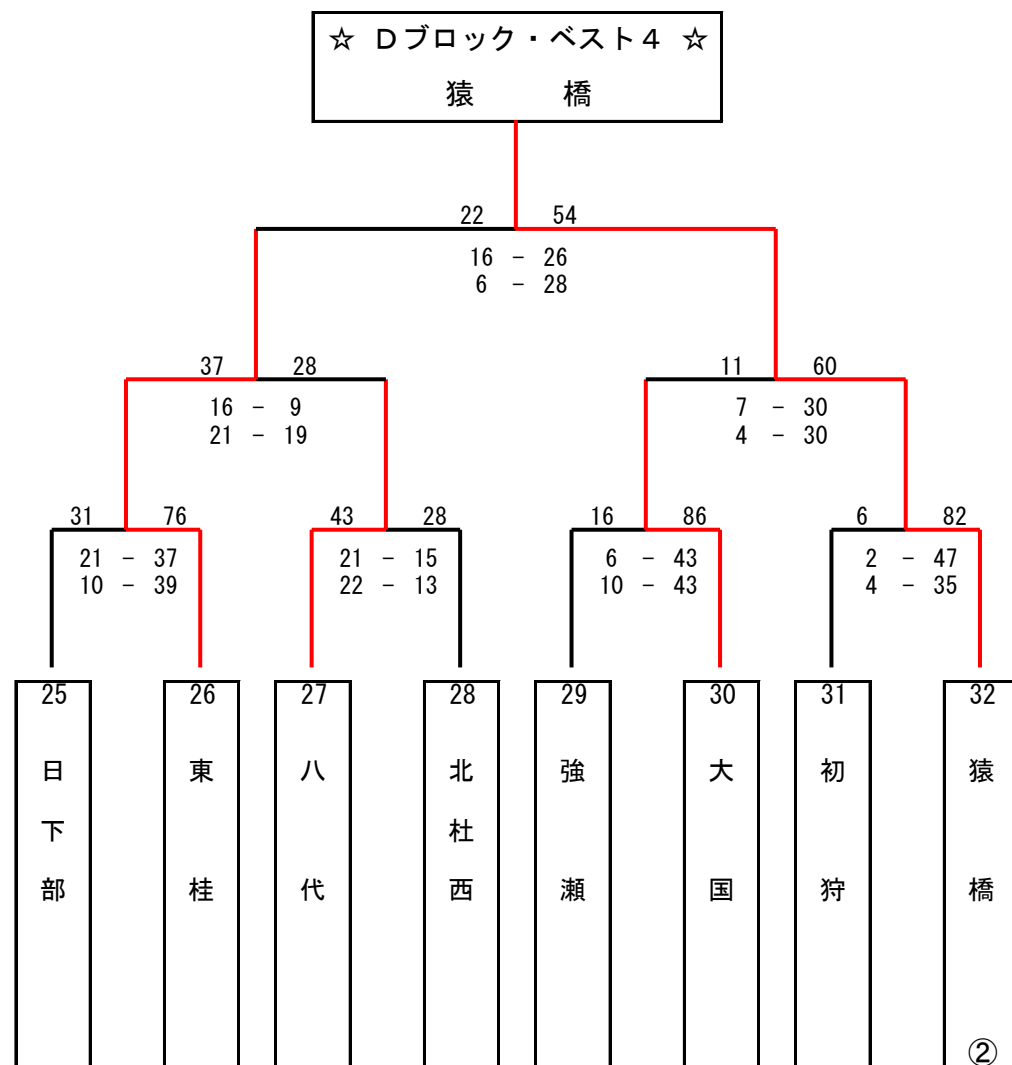 ☆ Ｄブロック・ベスト４ ☆
猿　橋
22 54
16 － 26
6 － 28
37 28 11 60
16 － 9 7 － 30
21 － 19 4 － 30
31 76 43 28 16 86 6 82
21 － 37 21 － 15 6 － 43 2 － 47
10 － 39 22 － 13 10 － 43 4 － 35
25 26 27 28 29 30 31 32
日下部
東桂
八代
北杜西
強瀬
大国
初狩
猿橋
②